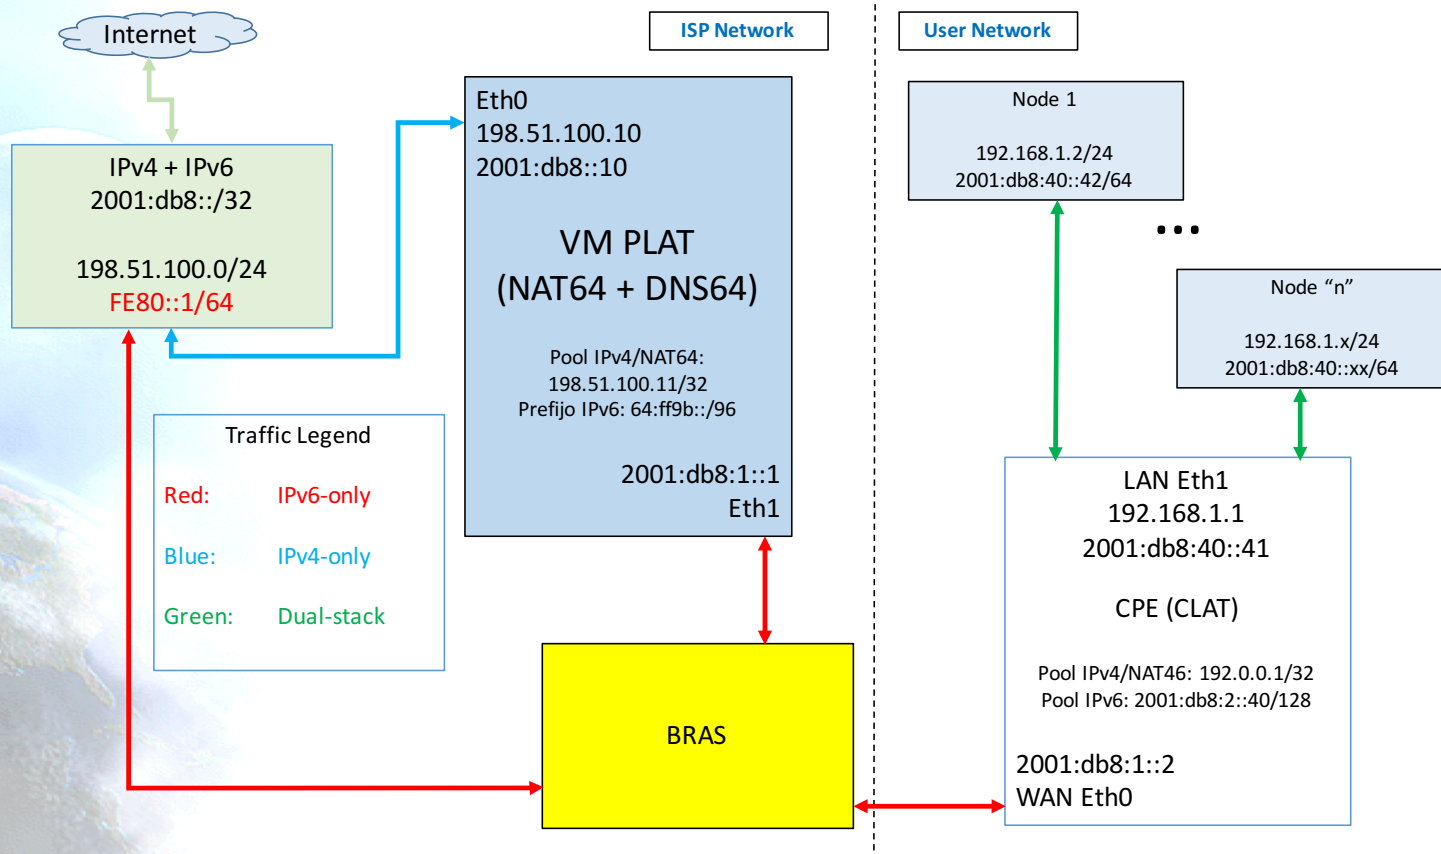 Internet
ISP Network
User Network
IPv4 + IPv6
2001:db8::/32
198.51.100.0/24
FE80::1/64
Eth0
198.51.100.10
2001:db8::10
VM PLAT
(NAT64 + DNS64)
Pool IPv4/NAT64:
198.51.100.11/32
Prefijo IPv6: 64:ff9b::/96
2001:db8:1::1
Eth1
Node 1
192.168.1.2/24
2001:db8:40::42/64
...
Node “n”
192.168.1.x/24
2001:db8:40::xx/64
Traffic Legend
Red: IPv6-only
Blue: IPv4-only
Green: Dual-stack
BRAS
LAN Eth1
192.168.1.1
2001:db8:40::41
CPE (CLAT)
Pool IPv4/NAT46: 192.0.0.1/32
Pool IPv6: 2001:db8:2::40/128
2001:db8:1::2
WAN Eth0